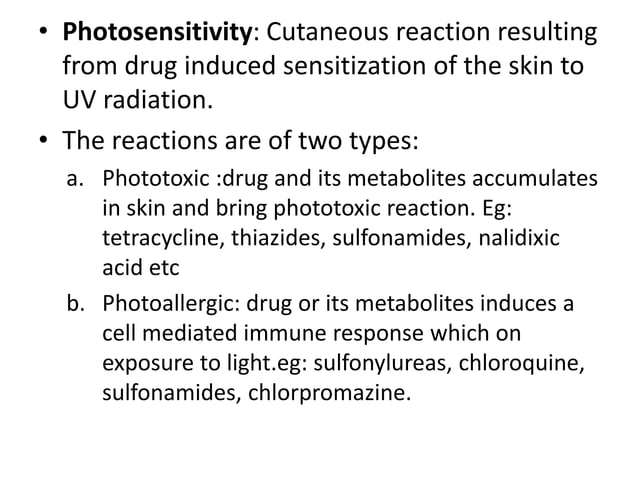 • Photosensitivity: Cutaneous reaction resulting
from drug induced sensitization of the skin to
UV radiation.
• The reactions are of two types:
a. Phototoxic :drug and its metabolites accumulates
in skin and bring phototoxic reaction. Eg:
tetracycline, thiazides, sulfonamides, nalidixic
acid etc
b. Photoallergic: drug or its metabolites induces a
cell mediated immune response which on
exposure to light.eg: sulfonylureas, chloroquine,
sulfonamides, chlorpromazine.